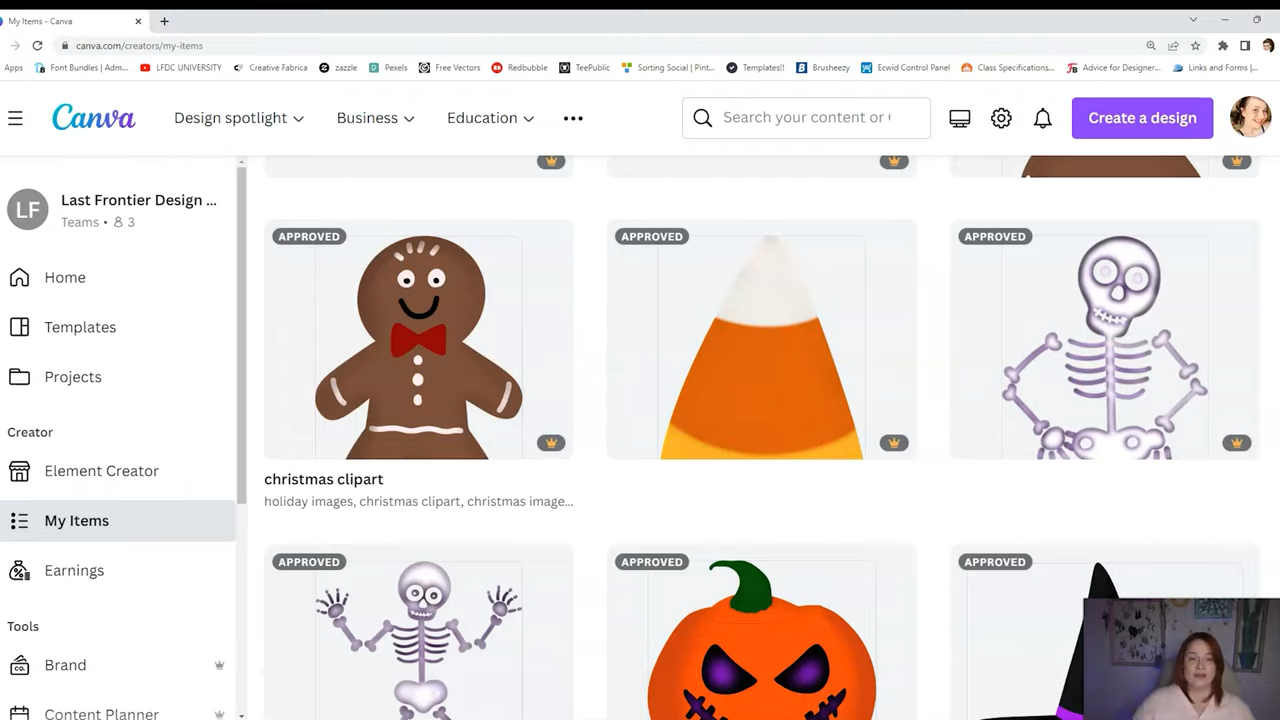 My Items - Canva
canva.com/creators/my-items
Apps
Font Bundles | Adm...
LFDC UNIVERSITY
Creative Fabrica
zazzle
Pexels
Free Vectors
Redbubble
TeePublic
Sorting Social | Pint...
Templates!!
Brusheezy
Ecwid Control Panel
Class Specifications...
Advice for Designer...
Links and Forms |...
Canva
Design spotlight
Business
Education
Search your content or
Create a design
LF
Last Frontier Design ...
Teams • 3
Home
Templates
Projects
Creator
Element Creator
My Items
Earnings
Tools
Brand
Content Planner
APPROVED
APPROVED
APPROVED
christmas clipart
holiday images, christmas clipart, christmas image...
APPROVED
APPROVED
APPROVED